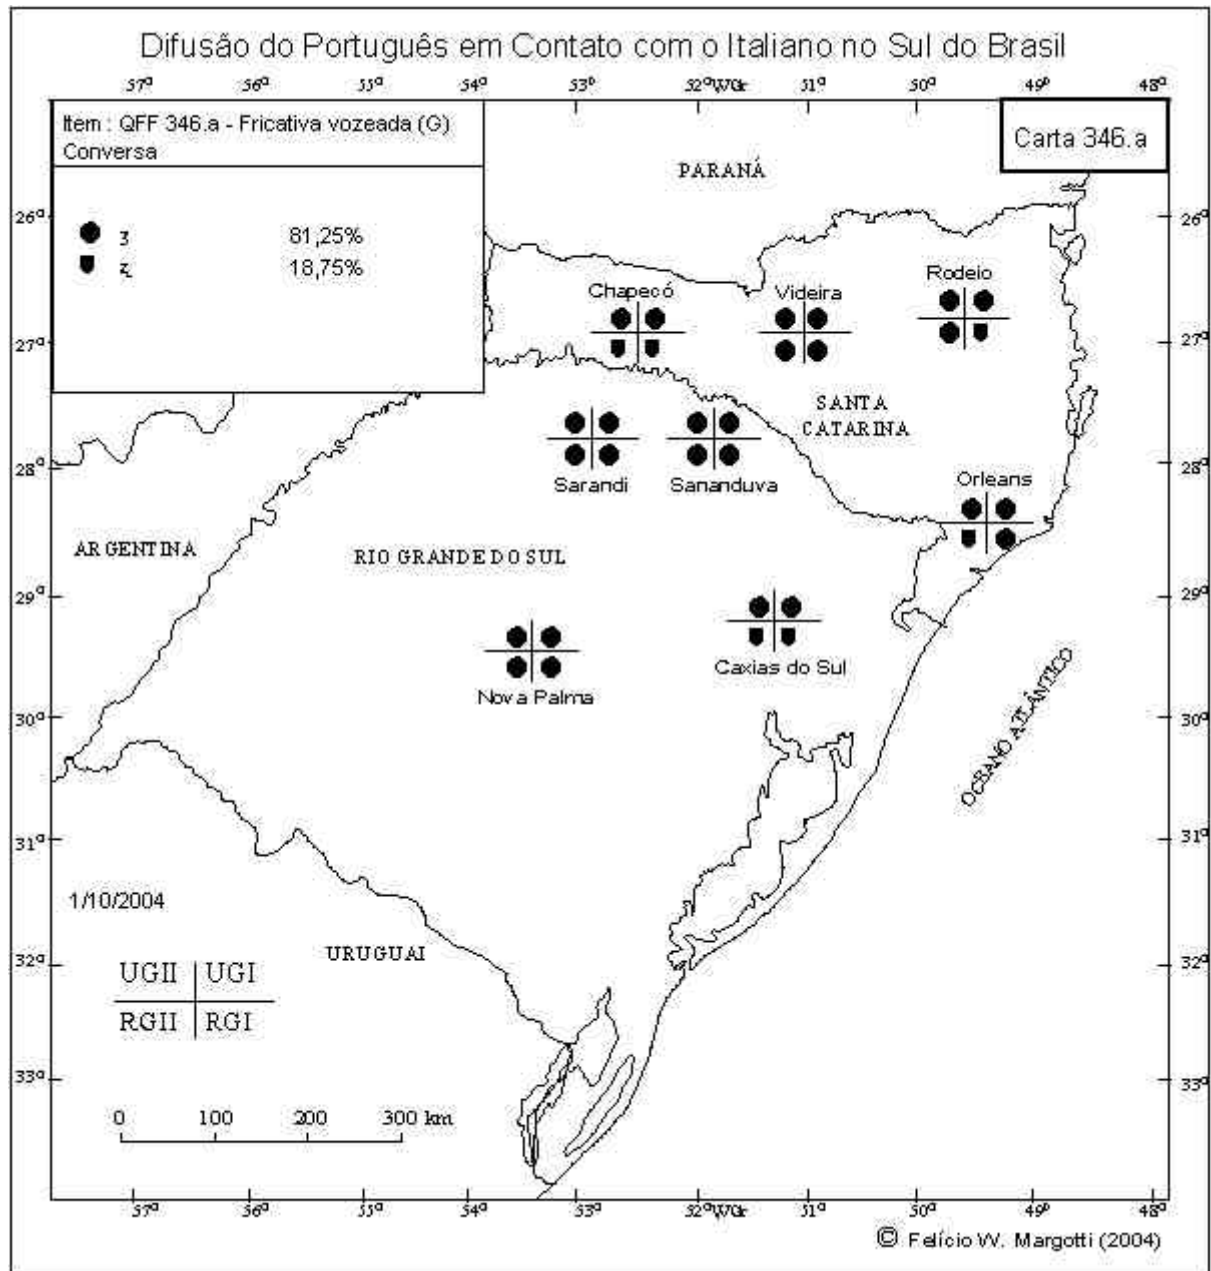 Difusão do Português em Contato com o Italiano no Sul do Brasil
57º 56º 55º 54º 53º 52ºWGr 51º 50º 49º 48º
Item : QFF 346.a - Fricativa vozeada (G)
Conversa
ʒ 81,25%
18,75%
Carta 346.a
PARANÁ
26º 26º
Chapecó Videira Rodeio
27º 27º
SANTA
CATARINA
28º 28º
Sarandi Sananduva Orleans
ARGENTINA
RIO GRANDE DO SUL
29º 29º
Caxias do Sul
Nova Palma
OCEANO ATLÂNTICO
30º 30º
31º 31º
1/10/2004
URUGUAI
32º 32º
UGII UGI
RGII RGI
33º 33º
0 100 200 300 km
57º 56º 55º 54º 53º 52ºWGr 51º 50º 49º 48º
© Felício W. Margotti (2004)